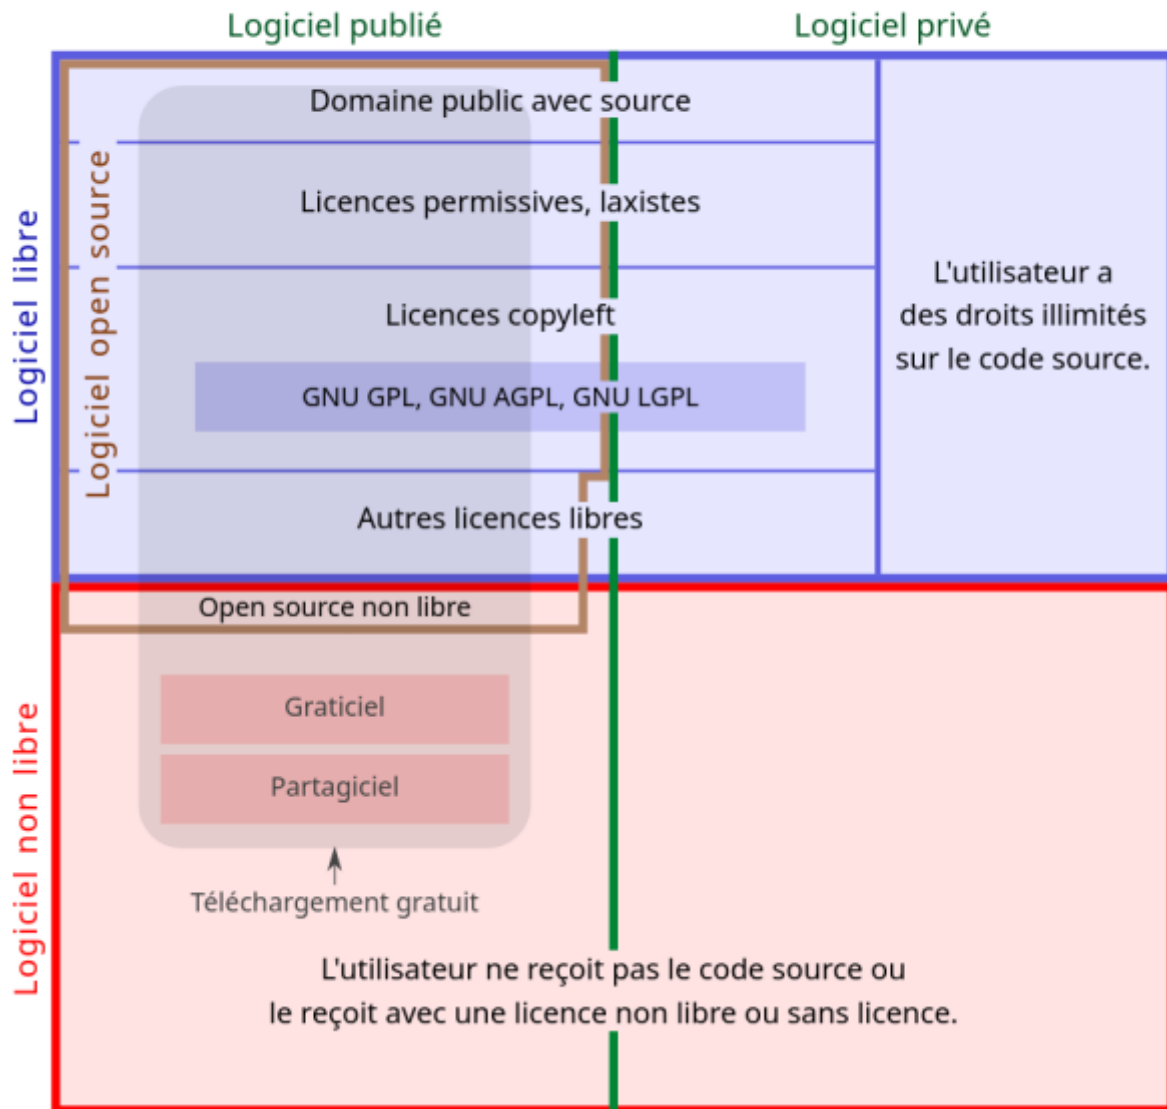 Logiciel publié
Logiciel privé
Logiciel libre
Logiciel open source
Domaine public avec source
Licences permissives, laxistes
Licences copyleft
GNU GPL, GNU AGPL, GNU LGPL
Autres licences libres
L'utilisateur a
des droits illimités
sur le code source.
Logiciel non libre
Open source non libre
Graticiel
Partagiciel
Téléchargement gratuit
L'utilisateur ne reçoit pas le code source ou
le reçoit avec une licence non libre ou sans licence.